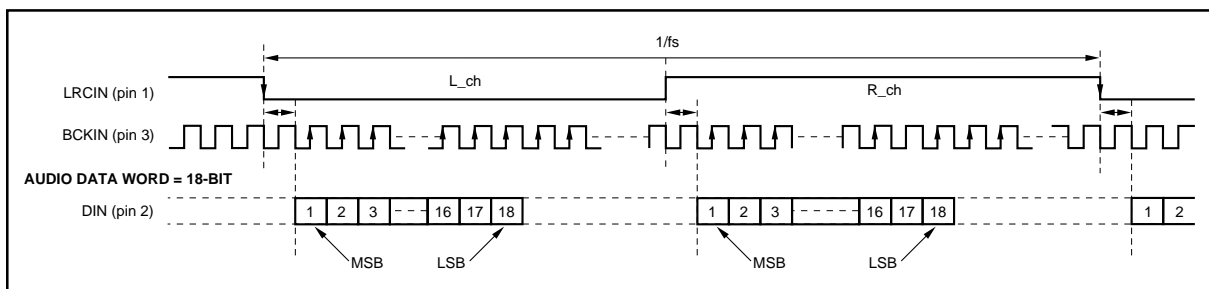 1/fs
L_ch
LRCIN (pin 1)
R_ch
BCKIN (pin 3)
AUDIO DATA WORD = 18-BIT
DIN (pin 2) 1 2 3 16 17 18 1 2 3 16 17 18 1 2
MSB LSB MSB LSB